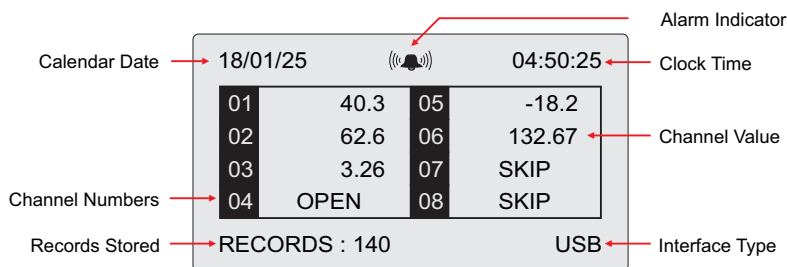 Alarm Indicator
Calendar Date 18/01/25 04:50:25 Clock Time
01 40.3 05 -18.2
02 62.6 06 132.67 Channel Value
03 3.26 07 SKIP
Channel Numbers 04 OPEN 08 SKIP
Records Stored RECORDS : 140 USB Interface Type